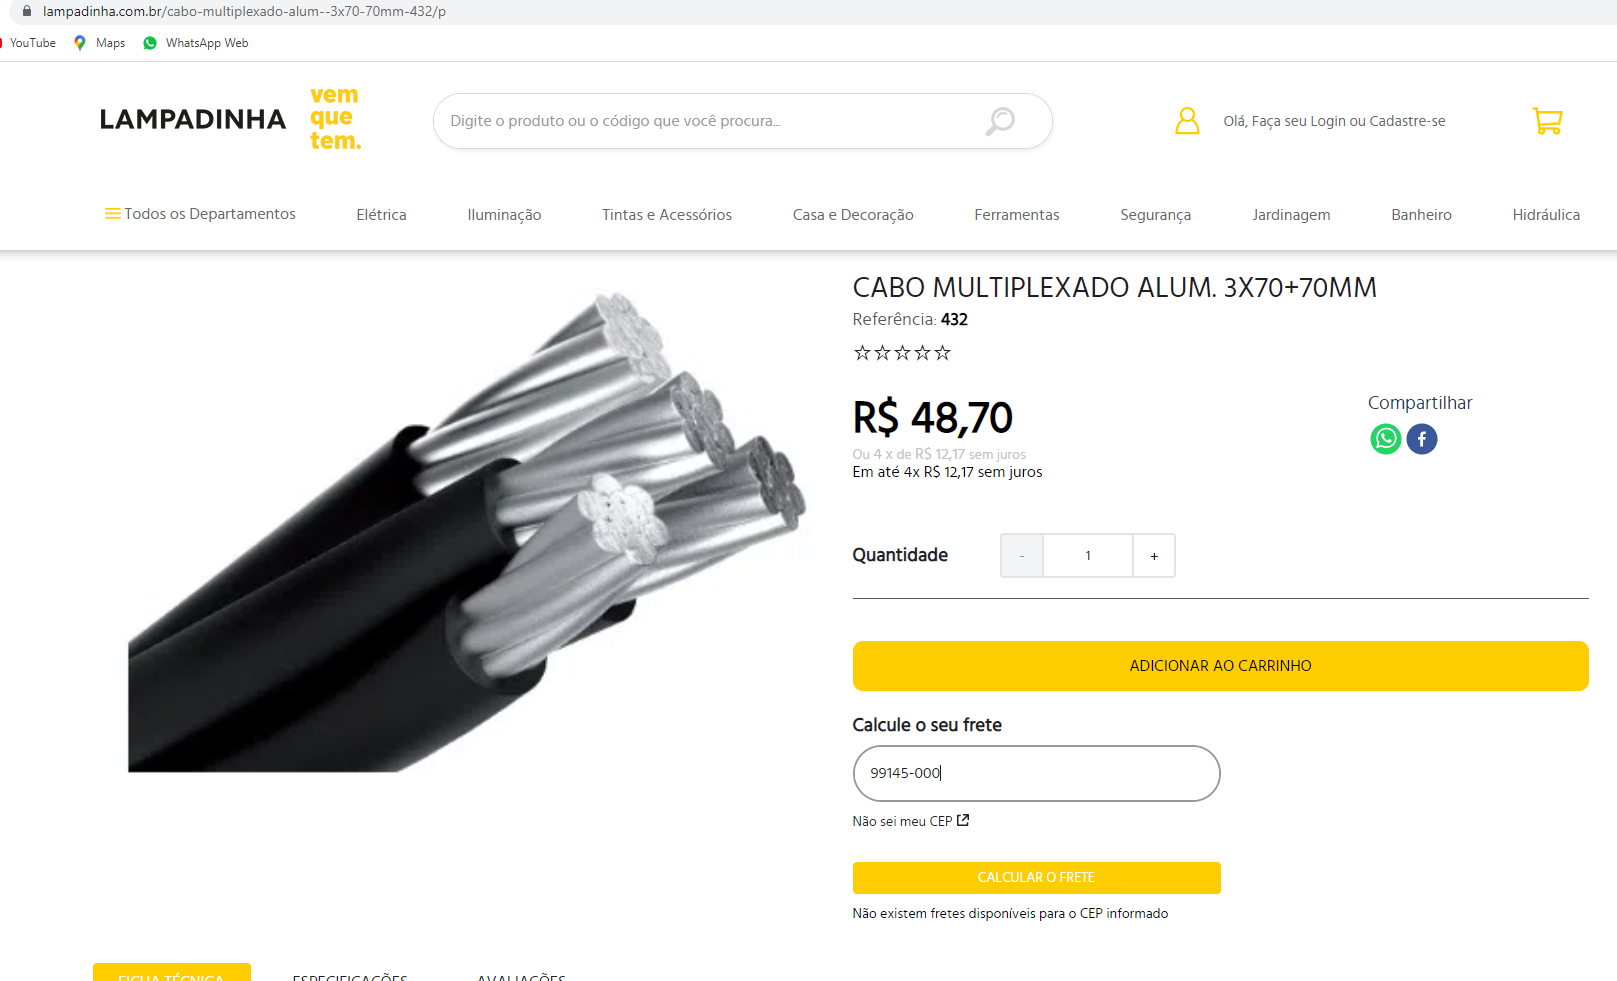 lampadinha.com.br/cabo-multiplexado-alum--3x70-70mm-432/p
YouTube Maps WhatsApp Web
LAMPADINHA
vem
que
tem.
Digite o produto ou o código que você procura...
Olá, Faça seu Login ou Cadastre-se
Todos os Departamentos Elétrica Iluminação Tintas e Acessórios Casa e Decoração Ferramentas Segurança Jardinagem Banheiro Hidráulica
CABO MULTIPLEXADO ALUM. 3X70+70MM
Referência: 432
☆☆☆☆☆
R$ 48,70
Ou 4 x de R$ 12,17 sem juros
Em até 4x R$ 12,17 sem juros
Compartilhar
Quantidade - 1 +
ADICIONAR AO CARRINHO
Calcule o seu frete
99145-000
Não sei meu CEP
CALCULAR O FRETE
Não existem fretes disponíveis para o CEP informado
FICHA TÉCNICA ESPECIFICAÇÕES AVALIAÇÕES